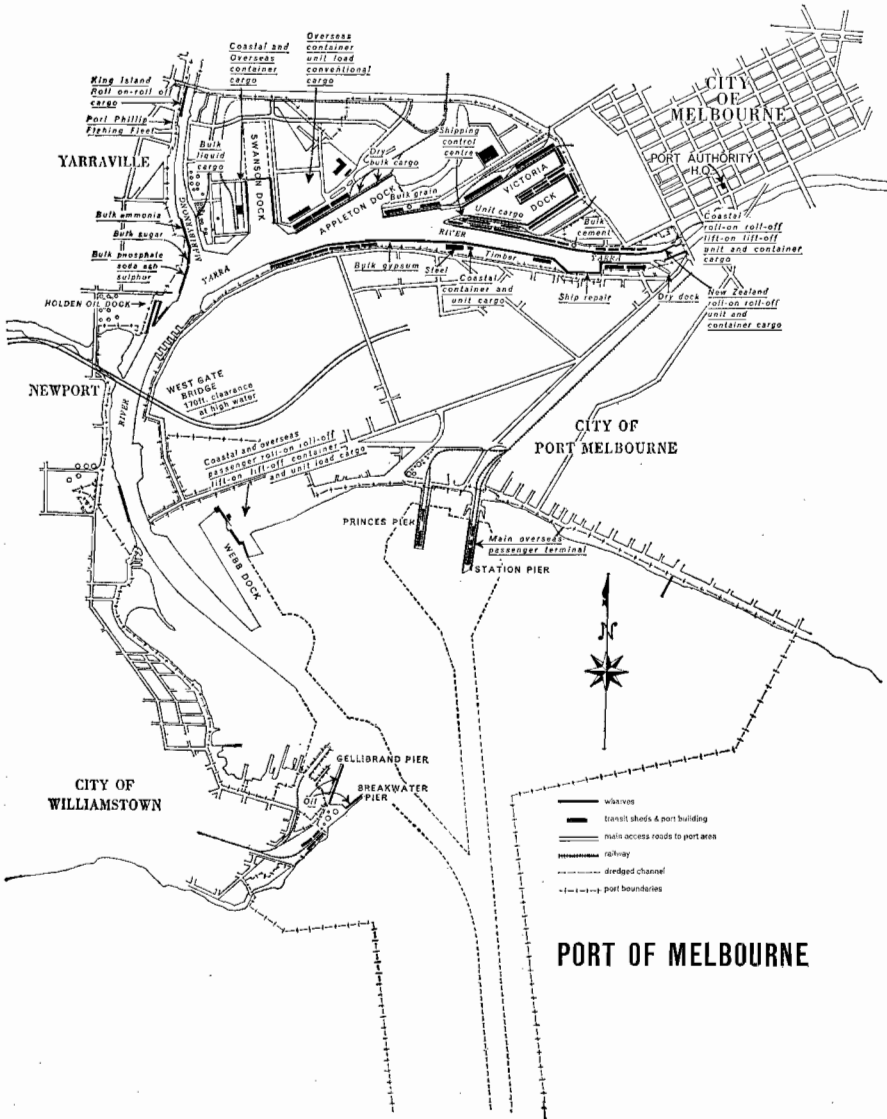 Coastal and
Overseas
container
cargo
Overseas
container
unit load
conventional
cargo
King Island
Roll on-roll of
cargo
Port Phillip
Fishing Fleet
YARRAVILLE
Bulk
liquid
cargo
SWANSON DOCK
Dry
bulk cargo
Shipping
control
centre
CITY
OF
MELBOURNE
PORT AUTHORITY
H.Q.
MARIBYRNONG
APPLETON DOCK
Bulk grain
VICTORIA
DOCK
Unit cargo
Bulk
cement
Bulk ammonia
Bulk sugar
Bulk phosphate
soda ash
sulphur
HOLDEN OIL DOCK
YARRA
RIVER
YARRA
Bulk gypsum
Steel
Timber
Coastal
container and
unit cargo
Ship repair
Dry dock
Coastal
roll-on roll-off
lift-on lift-off
unit and container
cargo
New Zealand
roll-on roll-off
unit and
container cargo
NEWPORT
RIVER
WEST GATE
BRIDGE
170ft. clearance
at high water
CITY OF
PORT MELBOURNE
Coastal and overseas
passenger roll-on roll-off
lift-on lift-off container
and unit load cargo
WEBB DOCK
PRINCES PIER
Main overseas
passenger terminal
STATION PIER
N
CITY OF
WILLIAMSTOWN
GELLIBRAND PIER
BREAKWATER
PIER
Oil
wharves
transit sheds & port building
main access roads to port area
railway
dredged channel
port boundaries
PORT OF MELBOURNE